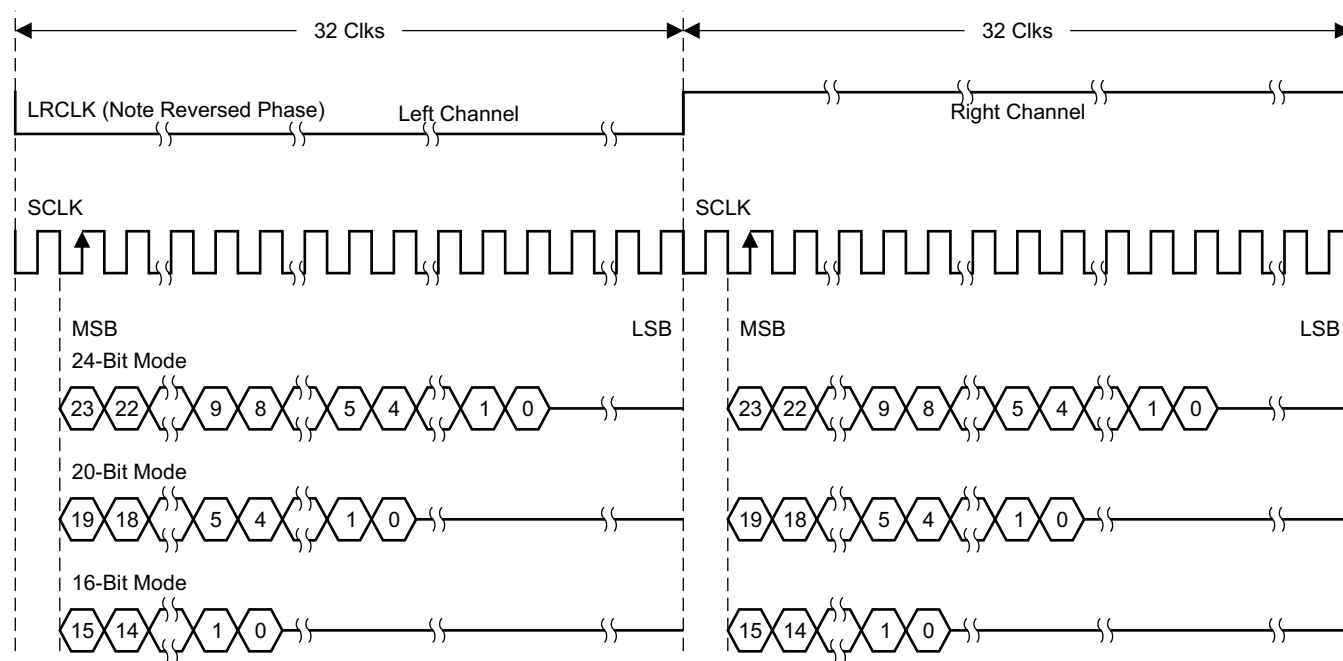 32 Clks 32 Clks
LRCLK (Note Reversed Phase) Left Channel Right Channel
SCLK SCLK
MSB LSB MSB LSB
24-Bit Mode
23 22 9 8 5 4 1 0 23 22 9 8 5 4 1 0
20-Bit Mode
19 18 5 4 1 0 19 18 5 4 1 0
16-Bit Mode
15 14 1 0 15 14 1 0